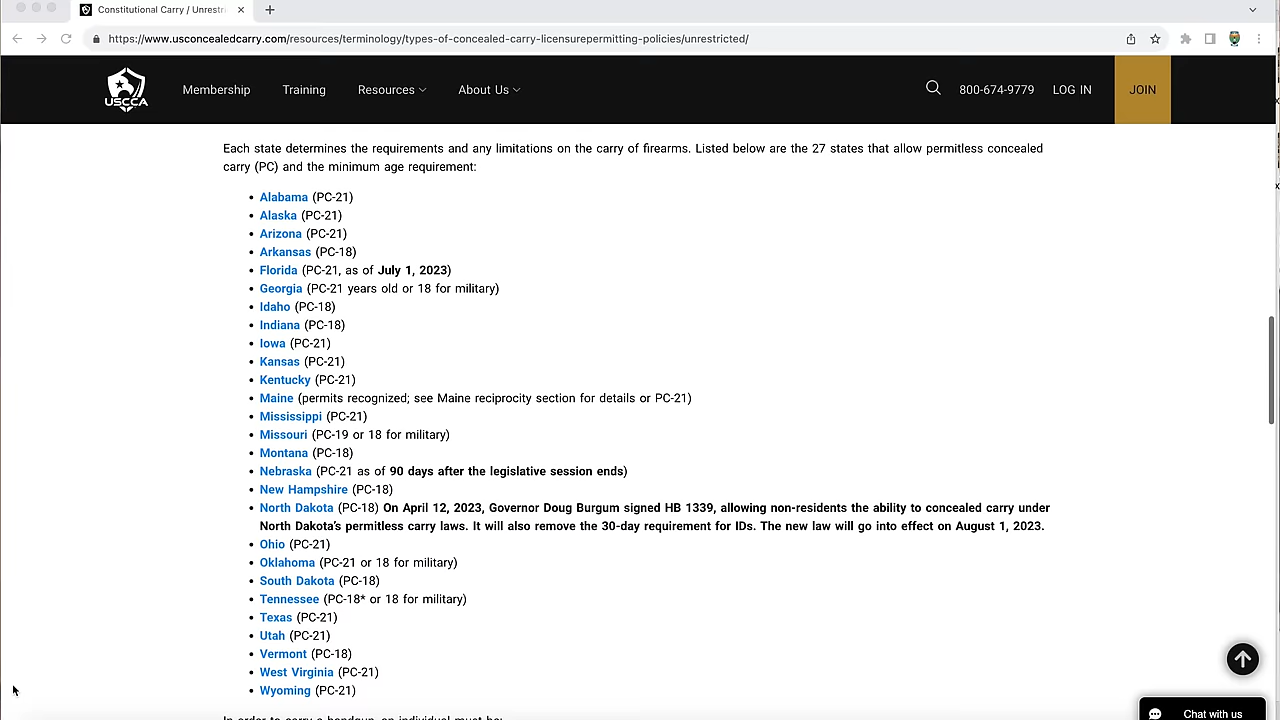 Constitutional Carry / Unrestri
https://www.usconcealedcarry.com/resources/terminology/types-of-concealed-carry-licensurepermitting-policies/unrestricted/
USCCA Membership Training Resources About Us 800-674-9779 LOG IN JOIN
Each state determines the requirements and any limitations on the carry of firearms. Listed below are the 27 states that allow permitless concealed
carry (PC) and the minimum age requirement:
• Alabama (PC-21)
• Alaska (PC-21)
• Arizona (PC-21)
• Arkansas (PC-18)
• Florida (PC-21, as of July 1, 2023)
• Georgia (PC-21 years old or 18 for military)
• Idaho (PC-18)
• Indiana (PC-18)
• Iowa (PC-21)
• Kansas (PC-21)
• Kentucky (PC-21)
• Maine (permits recognized; see Maine reciprocity section for details or PC-21)
• Mississippi (PC-21)
• Missouri (PC-19 or 18 for military)
• Montana (PC-18)
• Nebraska (PC-21 as of 90 days after the legislative session ends)
• New Hampshire (PC-18)
• North Dakota (PC-18) On April 12, 2023, Governor Doug Burgum signed HB 1339, allowing non-residents the ability to concealed carry under
North Dakota's permitless carry laws. It will also remove the 30-day requirement for IDs. The new law will go into effect on August 1, 2023.
• Ohio (PC-21)
• Oklahoma (PC-21 or 18 for military)
• South Dakota (PC-18)
• Tennessee (PC-18* or 18 for military)
• Texas (PC-21)
• Utah (PC-21)
• Vermont (PC-18)
• West Virginia (PC-21)
• Wyoming (PC-21)
In order to carry a handgun, an individual must be:
Chat with us